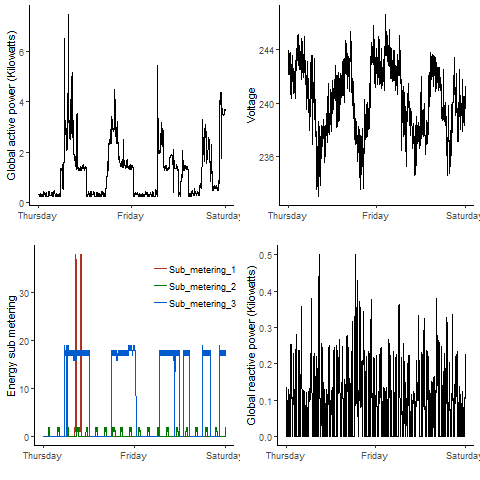 Global active power (Kilowatts)
6
4
2
0
Thursday
Friday
Saturday
Voltage
244
240
236
Thursday
Friday
Saturday
Energy sub metering
30
20
10
0
Sub_metering_1
Sub_metering_2
Sub_metering_3
Thursday
Friday
Saturday
Global reactive power (Kilowatts)
0.5
0.4
0.3
0.2
0.1
0.0
Thursday
Friday
Saturday